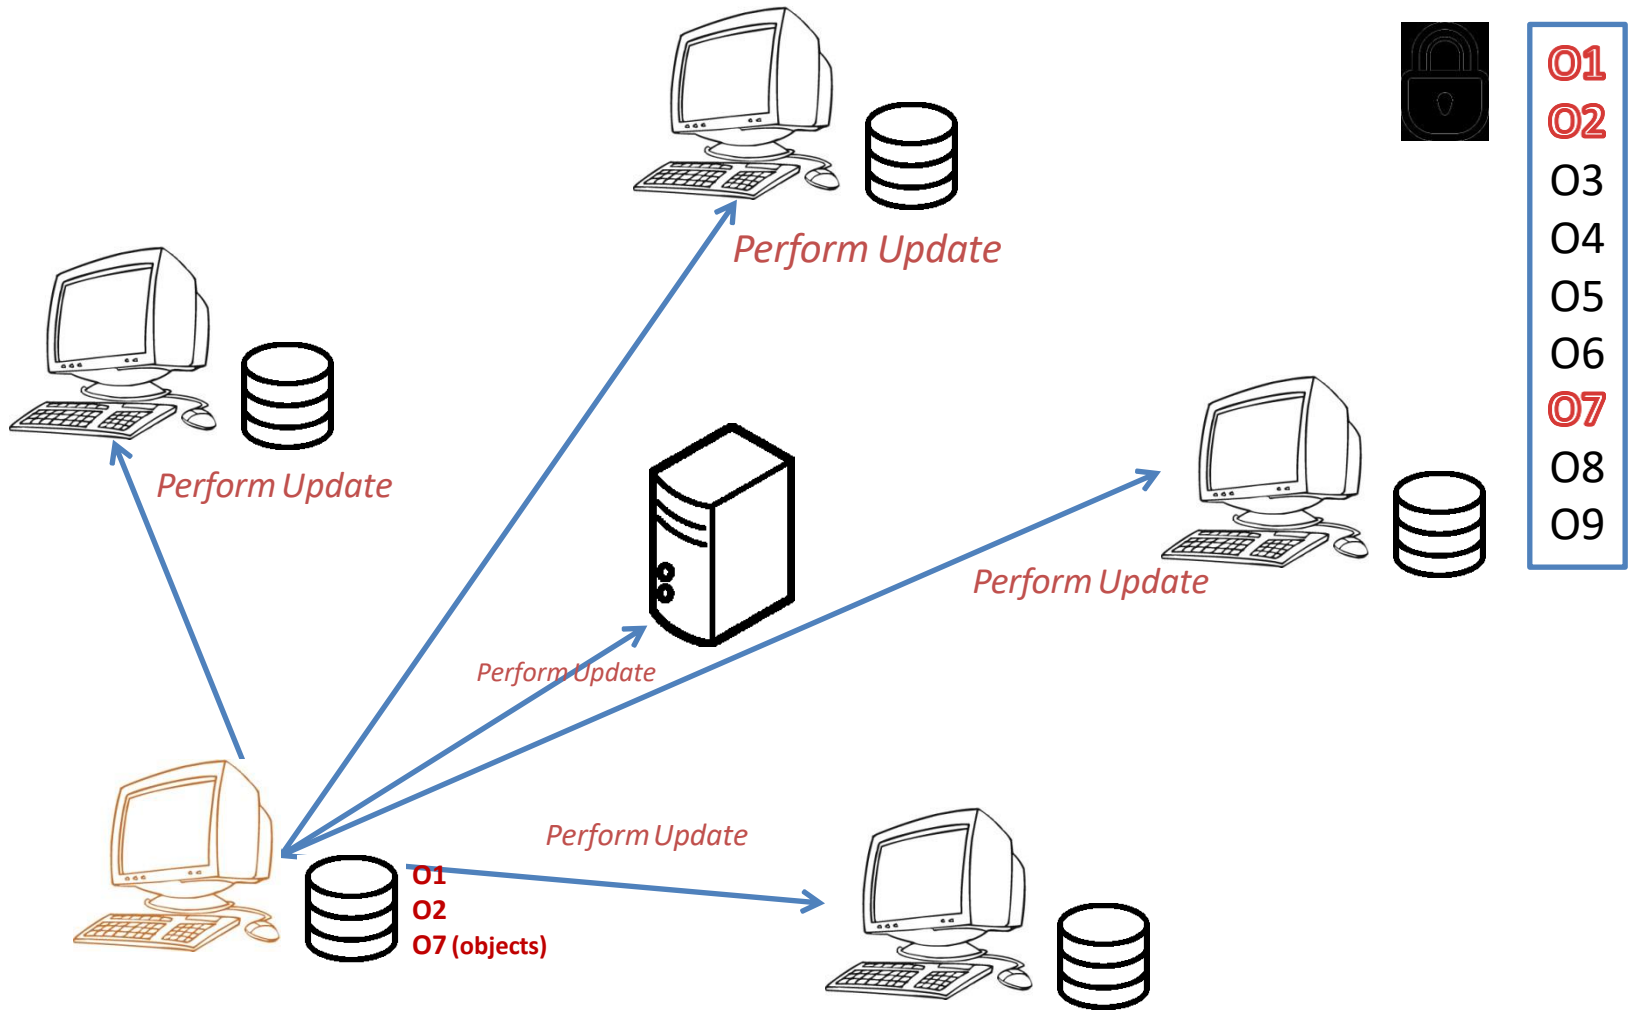 O1
O2
O3
O4
O5
O6
O7
O8
O9
Perform Update
Perform Update
Perform Update
Perform Update
Perform Update
O1
O2
O7 (objects)